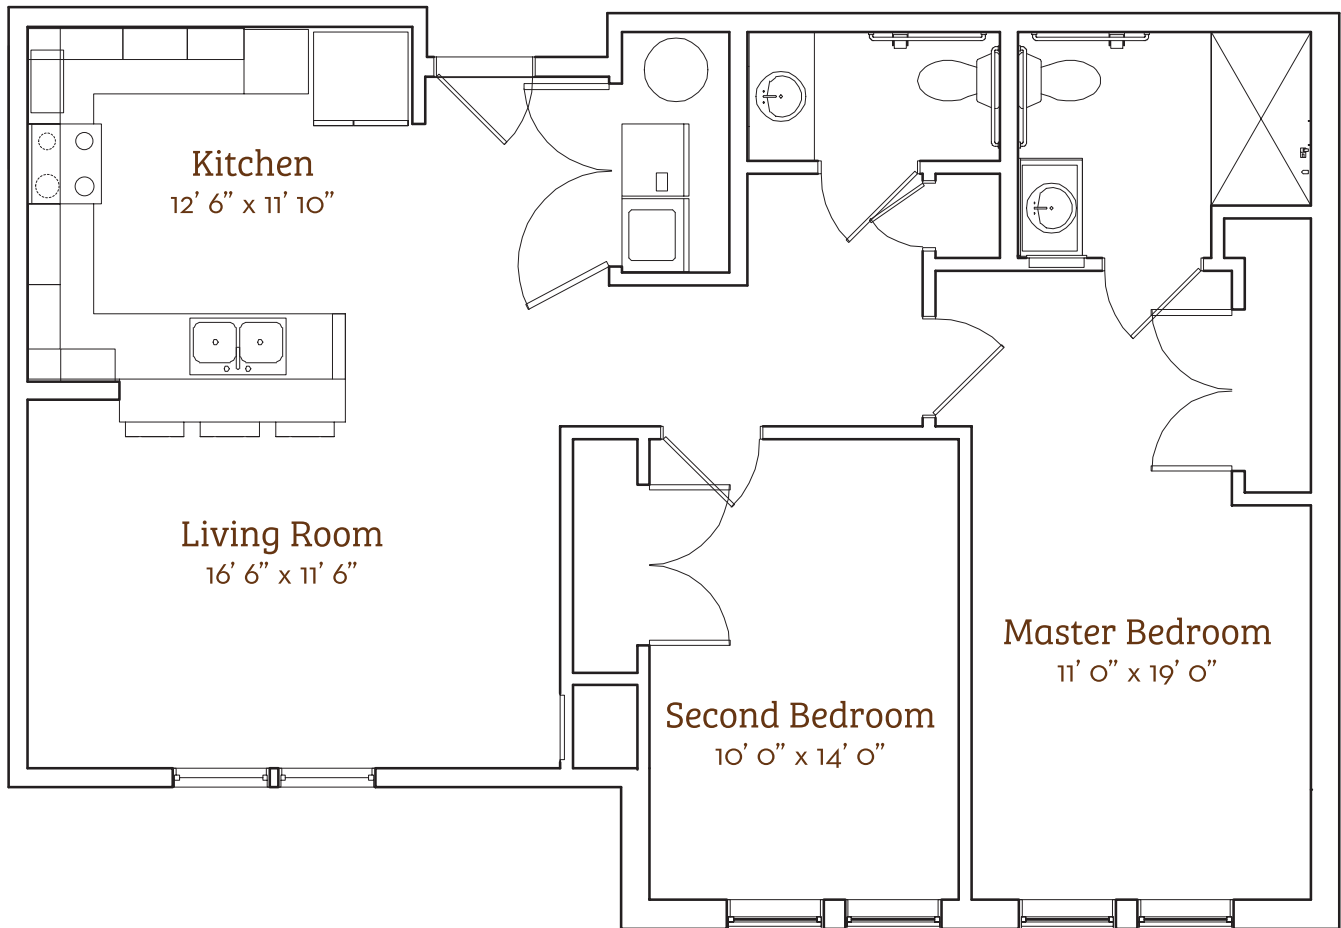 Kitchen
12’ 6” x 11’ 10”
Living Room
16’ 6” x 11’ 6”
Master Bedroom
11’ 0” x 19’ 0”
Second Bedroom
10’ 0” x 14’ 0”